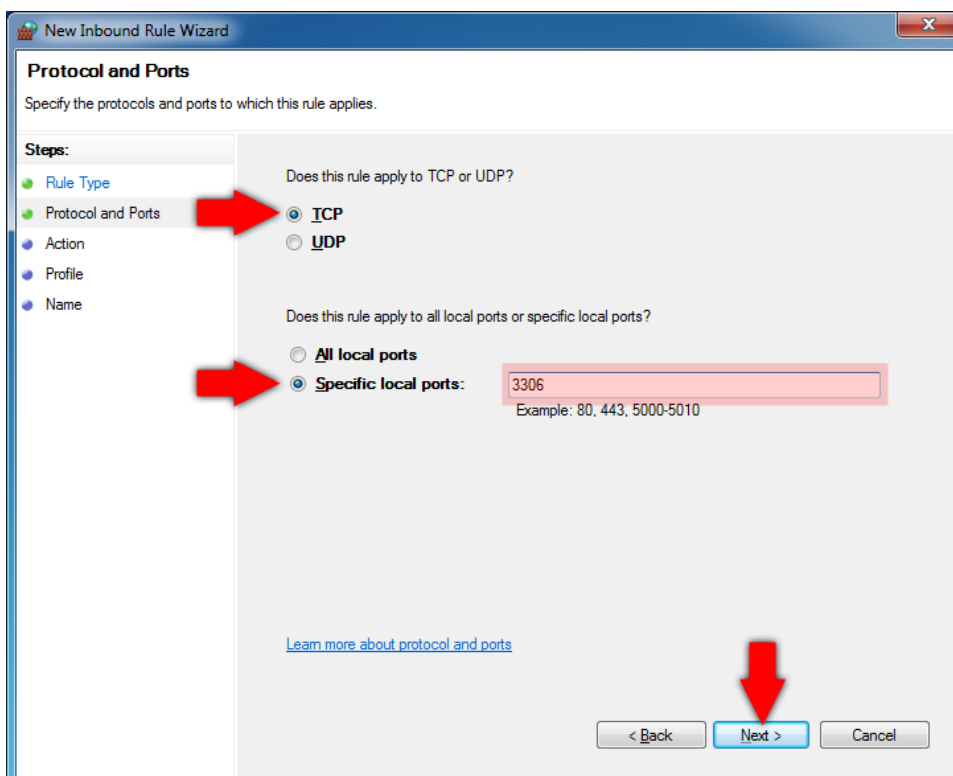 New Inbound Rule Wizard
X
Protocol and Ports
Specify the protocols and ports to which this rule applies.
Steps:
Rule Type
Protocol and Ports
Action
Profile
Name
Does this rule apply to TCP or UDP?
TCP
UDP
Does this rule apply to all local ports or specific local ports?
All local ports
Specific local ports: 3306
Example: 80, 443, 5000-5010
Learn more about protocol and ports
< Back Next > Cancel